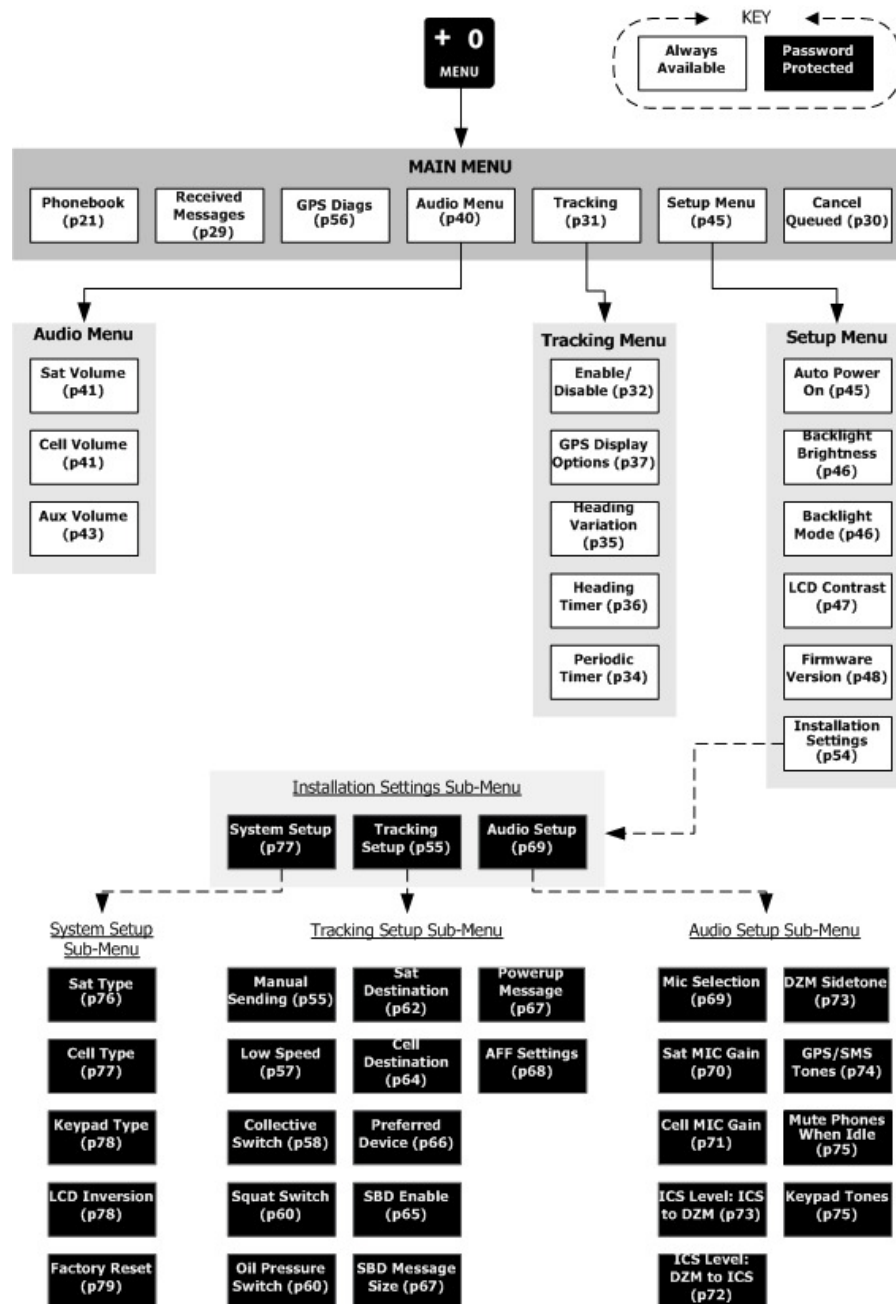 + 0
MENU
KEY
Always
Available
Password
Protected
MAIN MENU
Phonebook
(p21)
Received
Messages
(p29)
GPS Diags
(p56)
Audio Menu
(p40)
Tracking
(p31)
Setup Menu
(p45)
Cancel
Queued (p30)
Audio Menu
Sat Volume
(p41)
Cell Volume
(p41)
Aux Volume
(p43)
Tracking Menu
Enable/
Disable (p32)
GPS Display
Options (p37)
Heading
Variation
(p35)
Heading
Timer (p36)
Periodic
Timer (p34)
Setup Menu
Auto Power
On (p45)
Backlight
Brightness
(p46)
Backlight
Mode (p46)
LCD Contrast
(p47)
Firmware
Version (p48)
Installation
Settings
(p54)
Installation Settings Sub-Menu
System Setup
(p77)
Tracking
Setup (p55)
Audio Setup
(p69)
System Setup
Sub-Menu
Sat Type
(p76)
Cell Type
(p77)
Keypad Type
(p78)
LCD Inversion
(p78)
Factory Reset
(p79)
Tracking Setup Sub-Menu
Manual
Sending (p55)
Low Speed
(p57)
Collective
Switch (p58)
Squat Switch
(p60)
Oil Pressure
Switch (p60)
Sat
Destination
(p62)
Cell
Destination
(p64)
Preferred
Device (p66)
SBD Enable
(p65)
SBD Message
Size (p67)
Powerup
Message
(p67)
AFF Settings
(p68)
Audio Setup Sub-Menu
Mic Selection
(p69)
Sat MIC Gain
(p70)
Cell MIC Gain
(p71)
ICS Level: ICS
to DZM (p73)
ICS Level:
DZM to ICS
(p72)
DZM Sidetone
(p73)
GPS/SMS
Tones (p74)
Mute Phones
When Idle
(p75)
Keypad Tones
(p75)